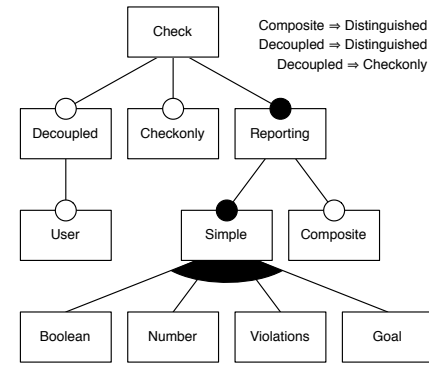 Check
Composite ⇒ Distinguished
Decoupled ⇒ Distinguished
Decoupled ⇒ Checkonly
Decoupled
Checkonly
Reporting
User
Simple
Composite
Boolean
Number
Violations
Goal